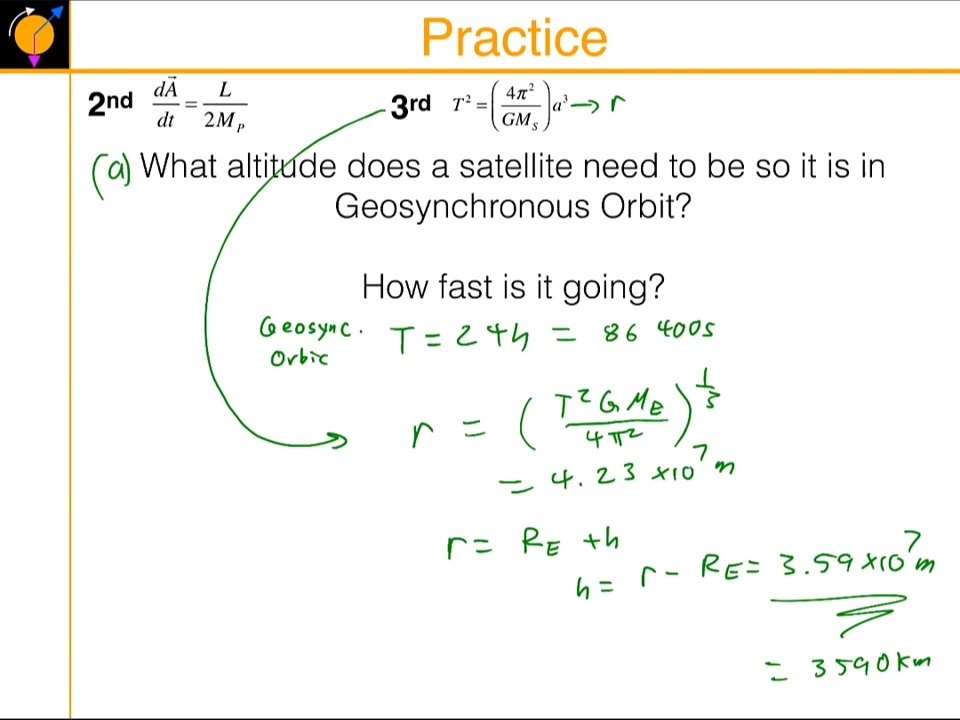 Practice
2nd dA⃗/dt = L/2M_P 3rd T² = (4π²/GM_S) a³ → r
(a) What altitude does a satellite need to be so it is in
Geosynchronous Orbit?
How fast is it going?
Geosync. T = 24h = 86 400s
Orbit
r = (T²GM_E/4π²)^(1/3)
= 4.23 ×10⁷ m
r = R_E + h
h = r - R_E = 3.59 ×10⁷ m
= 3590 km